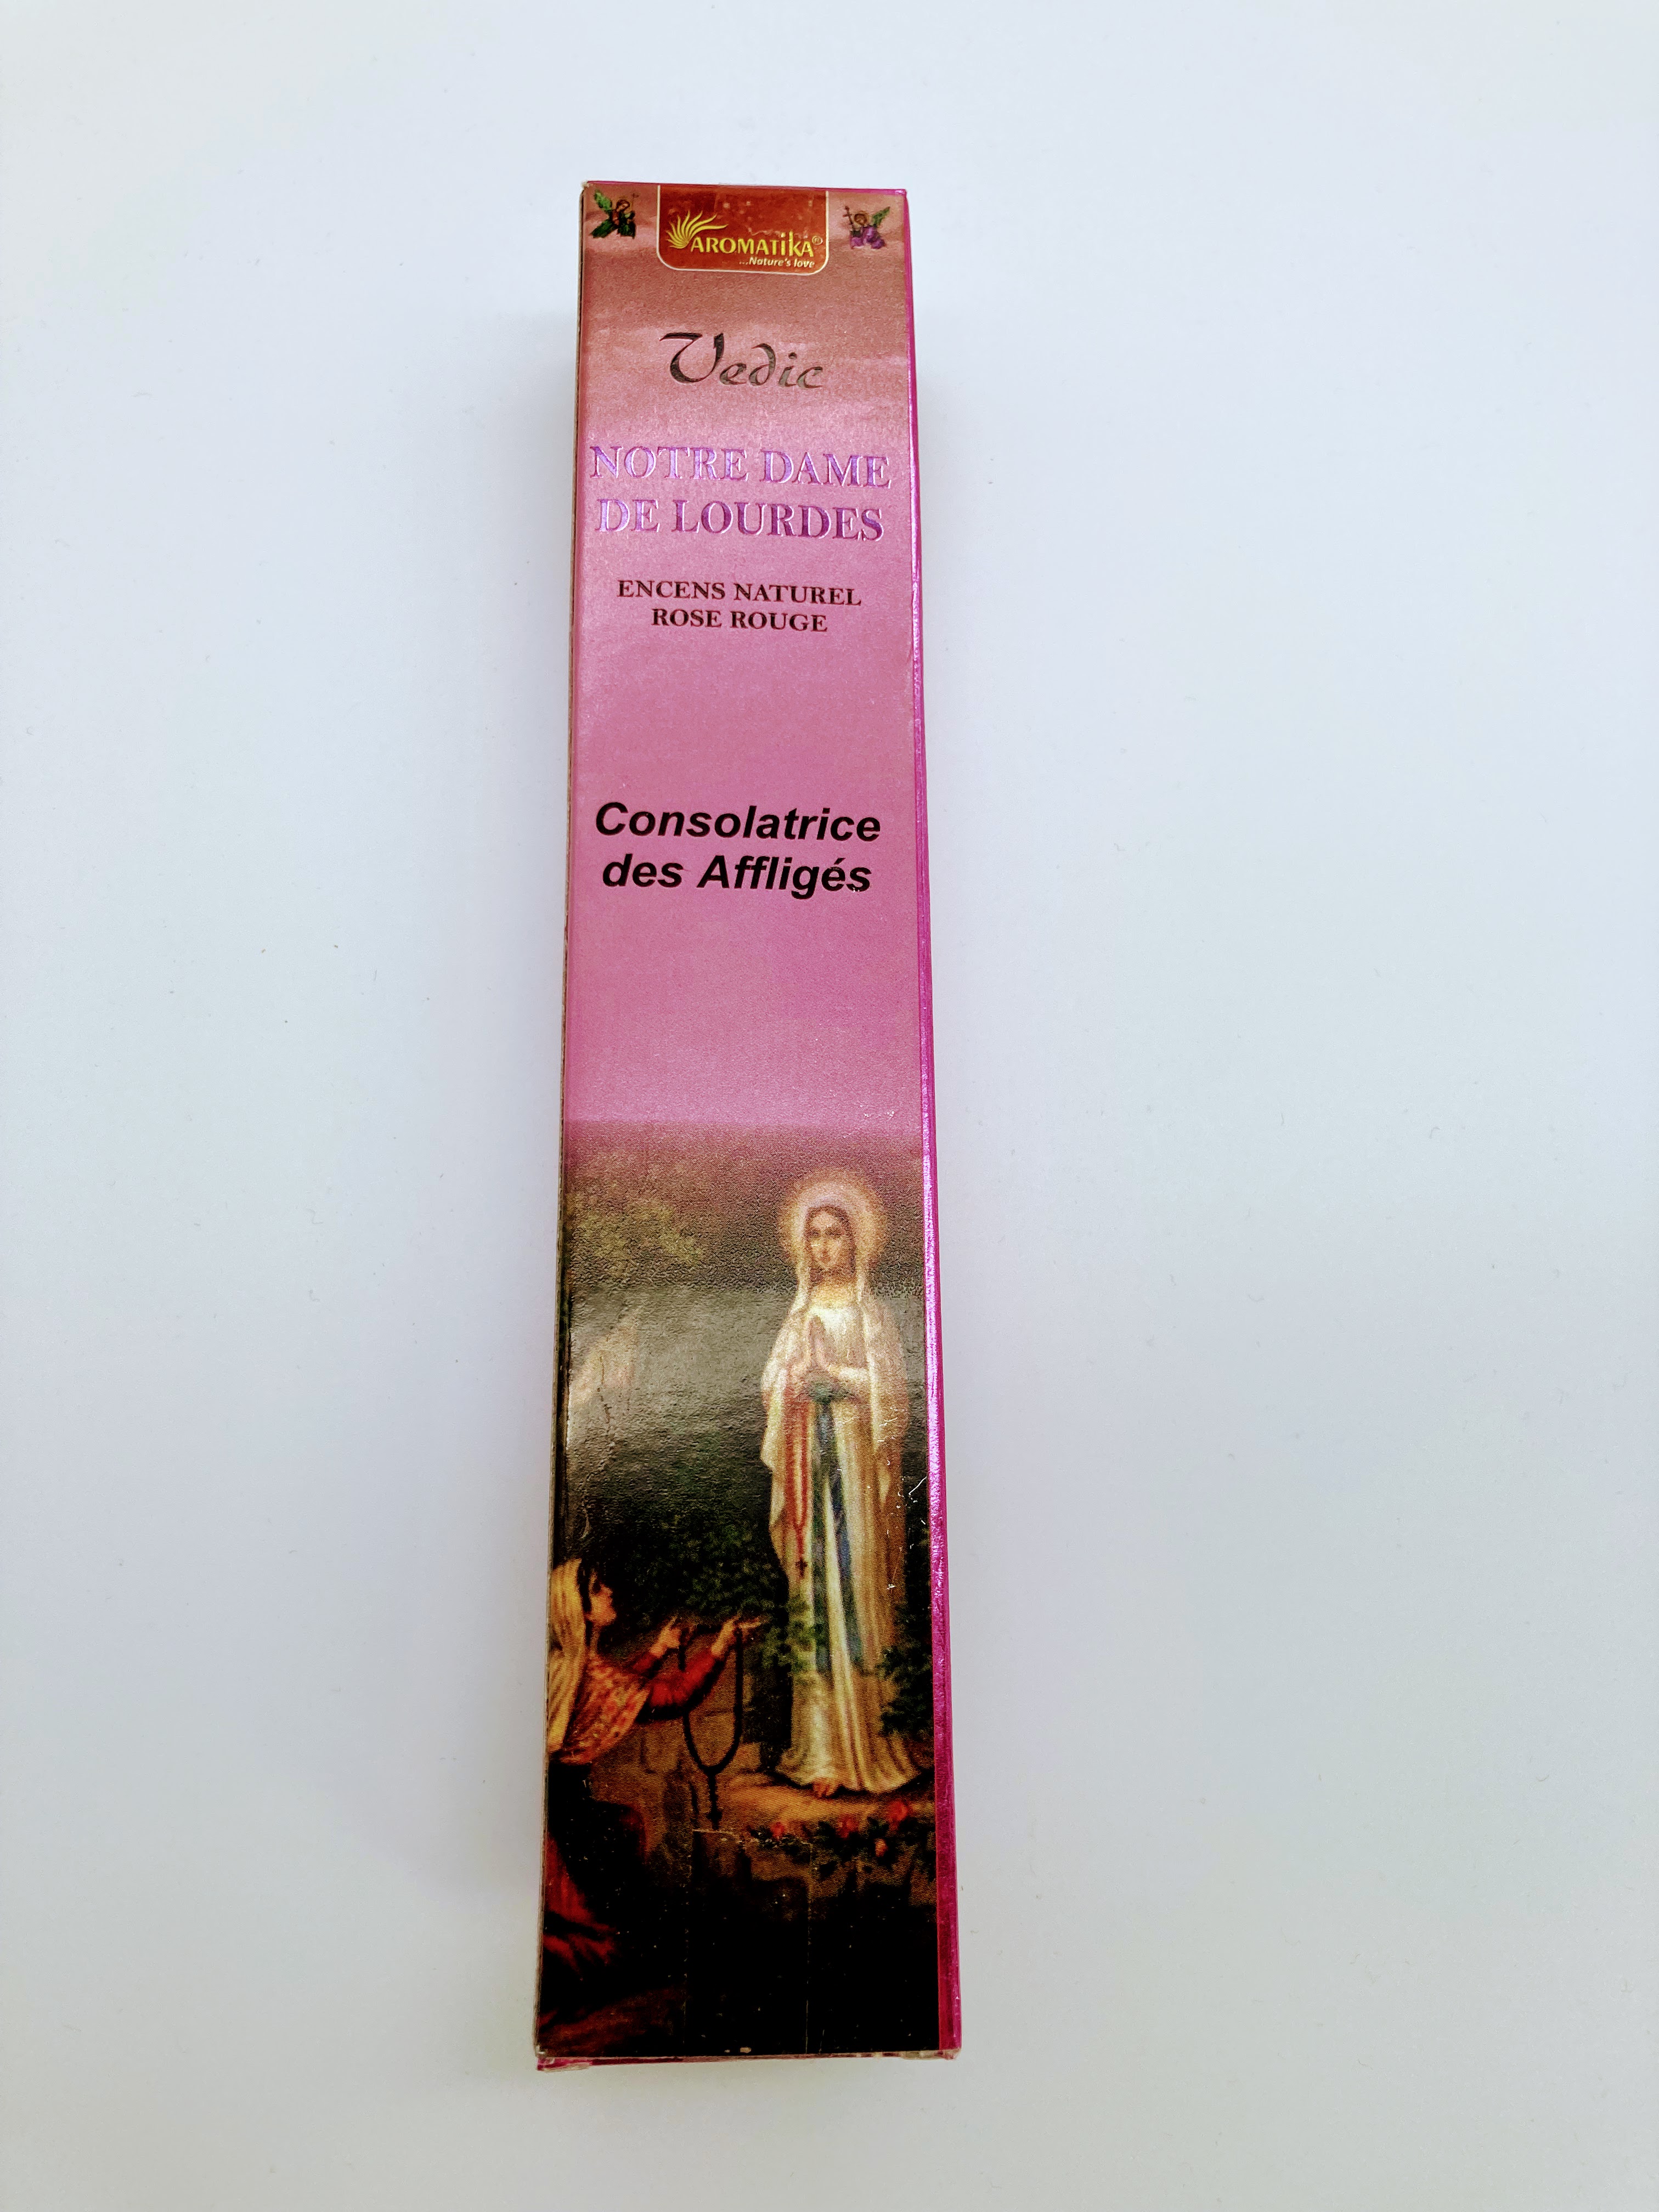 AROMATIKA®
...Nature's love
Vedic
NOTRE DAME
DE LOURDES
ENCENS NATUREL
ROSE ROUGE
Consolatrice
des Affligés